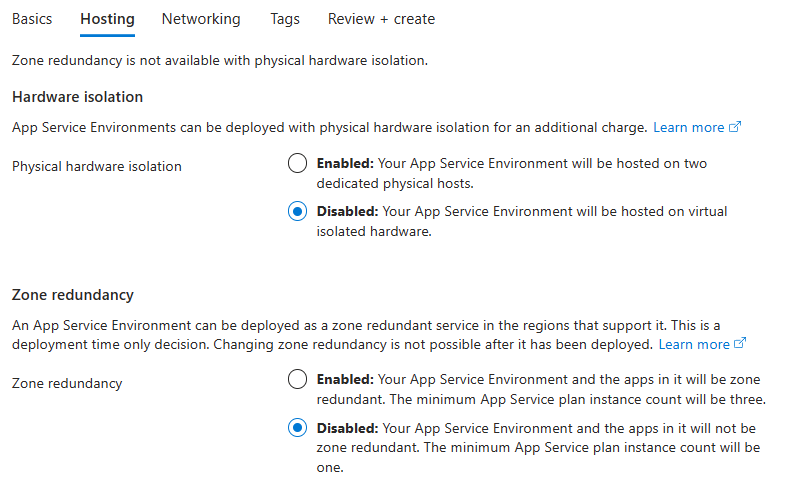 Basics Hosting Networking Tags Review + create
Zone redundancy is not available with physical hardware isolation.
Hardware isolation
App Service Environments can be deployed with physical hardware isolation for an additional charge. Learn more
Physical hardware isolation
Enabled: Your App Service Environment will be hosted on two
dedicated physical hosts.
Disabled: Your App Service Environment will be hosted on virtual
isolated hardware.
Zone redundancy
An App Service Environment can be deployed as a zone redundant service in the regions that support it. This is a
deployment time only decision. Changing zone redundancy is not possible after it has been deployed. Learn more
Zone redundancy
Enabled: Your App Service Environment and the apps in it will be zone
redundant. The minimum App Service plan instance count will be three.
Disabled: Your App Service Environment and the apps in it will not be
zone redundant. The minimum App Service plan instance count will be
one.